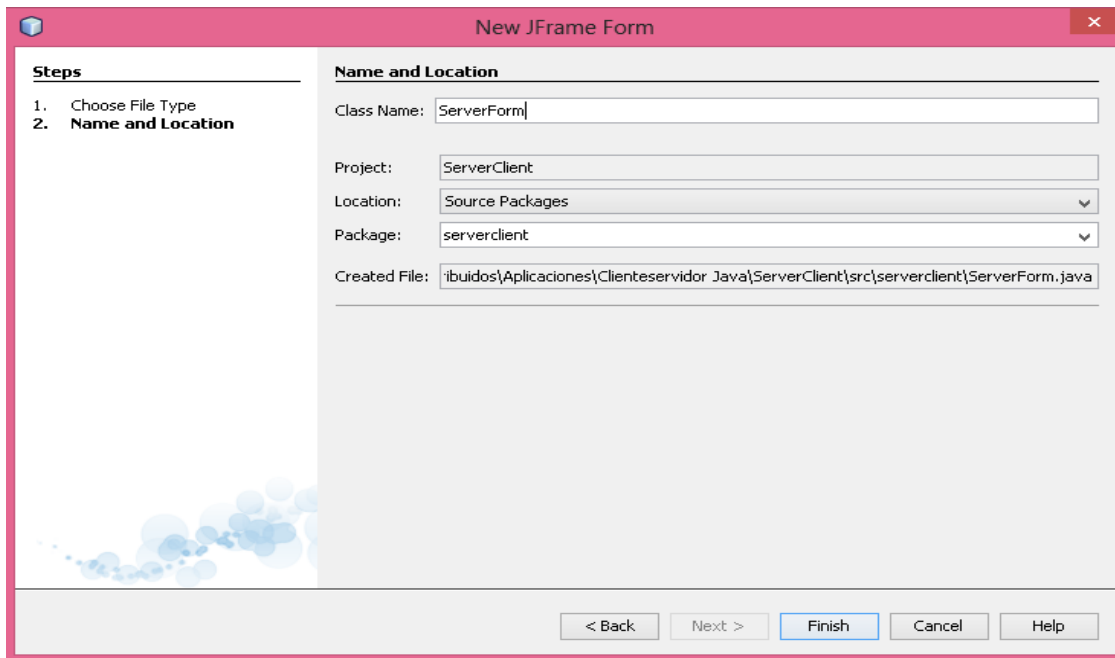 New JFrame Form
Steps
1. Choose File Type
2. Name and Location
Name and Location
Class Name: ServerForm
Project: ServerClient
Location: Source Packages
Package: serverclient
Created File: ribuidos\Aplicaciones\Clienteservidor Java\ServerClient\src\serverclient\ServerForm.java
< Back Next > Finish Cancel Help